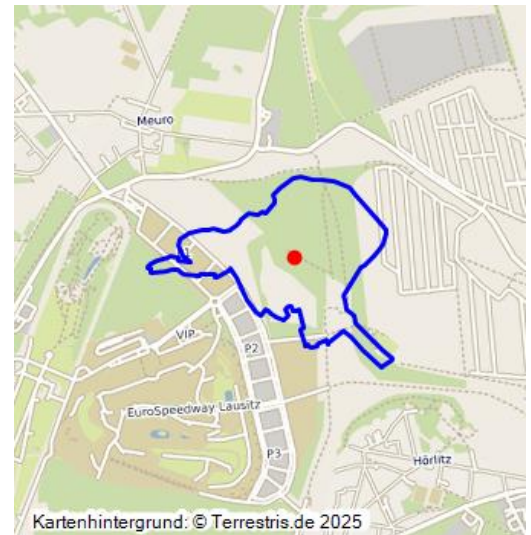 Meuro
VIP
P2
EuroSpeedway Lausitz
P3
Hörlitz
Kartenhintergrund: © Terrestris.de 2025